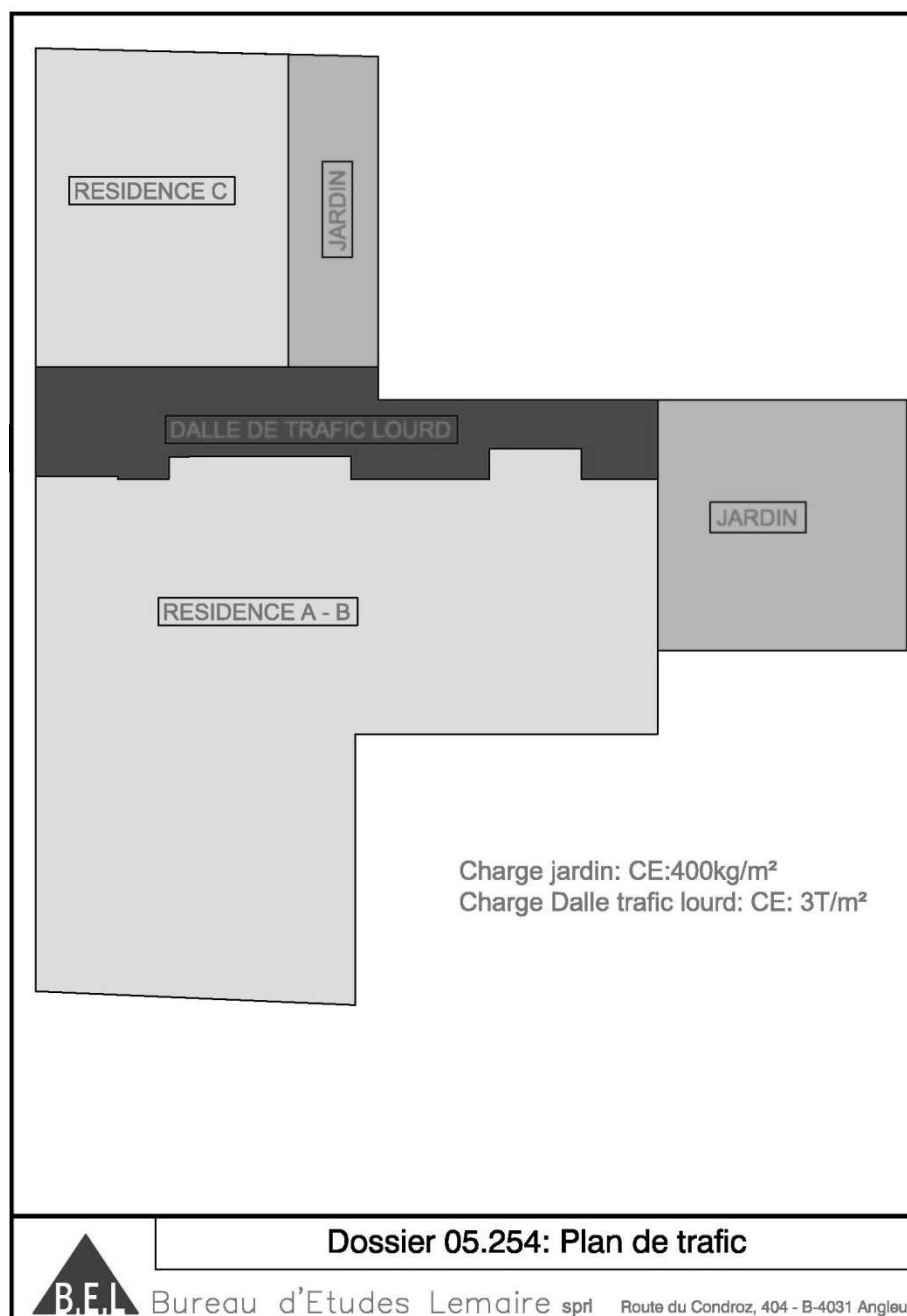 RESIDENCE C
JARDIN
DALLE DE TRAFIC LOURD
JARDIN
RESIDENCE A - B
Charge jardin: CE:400kg/m²
Charge Dalle trafic lourd: CE: 3T/m²
Dossier 05.254: Plan de trafic
B.E.L Bureau d'Etudes Lemaire sprl Route du Condroz, 404 - B-4031 Angleur